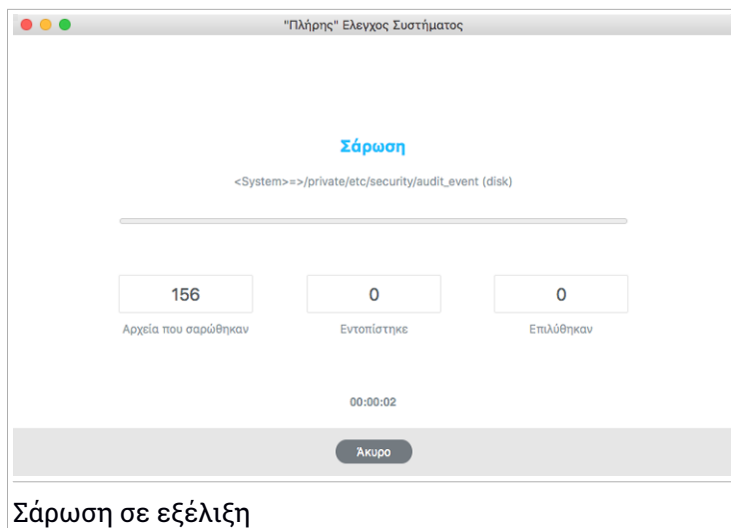 "Πλήρης" Ελεγχος Συστήματος
Σάρωση
<System>=>/private/etc/security/audit_event (disk)
156 0 0
Αρχεία που σαρώθηκαν Εντοπίστηκε Επιλύθηκαν
00:00:02
Άκυρο
Σάρωση σε εξέλιξη